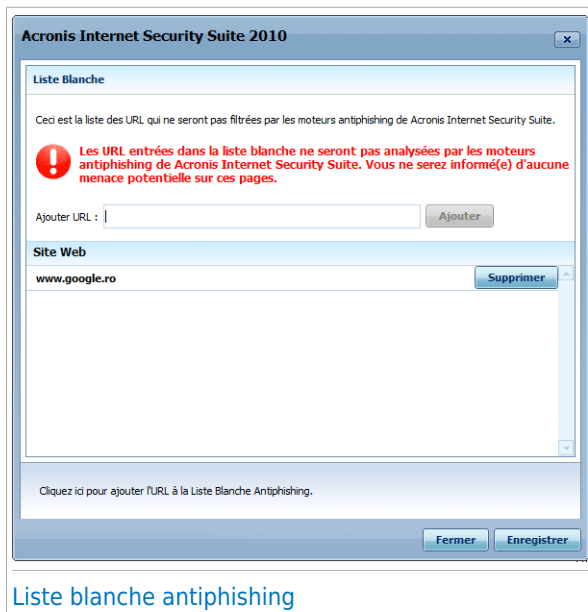 Acronis Internet Security Suite 2010
x
Liste Blanche
Ceci est la liste des URL qui ne seront pas filtrées par les moteurs antiphishing de Acronis Internet Security Suite.
Les URL entrées dans la liste blanche ne seront pas analysées par les moteurs
antiphishing de Acronis Internet Security Suite. Vous ne serez informé(e) d'aucune
menace potentielle sur ces pages.
Ajouter URL :
Ajouter
Site Web
www.google.ro
Supprimer
Cliquez ici pour ajouter l'URL à la Liste Blanche Antiphishing.
Fermer
Enregistrer
Liste blanche antiphishing